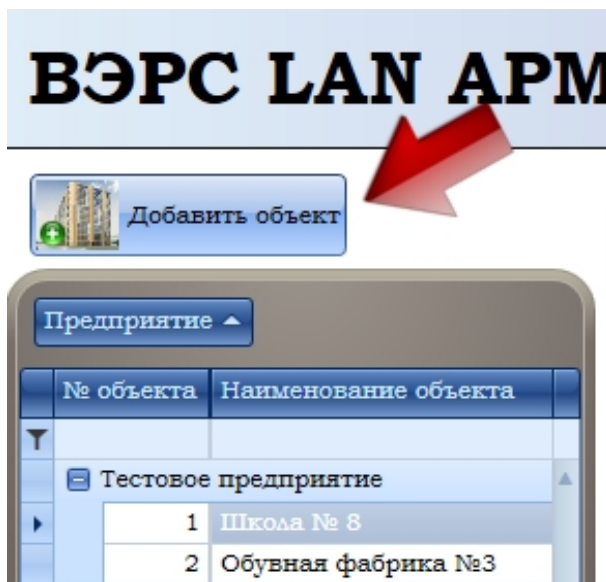 ВЭРС LAN АРМ
Добавить объект
Предприятие
№ объекта Наименование объекта
Тестовое предприятие
1 Школа № 8
2 Обувная фабрика №3